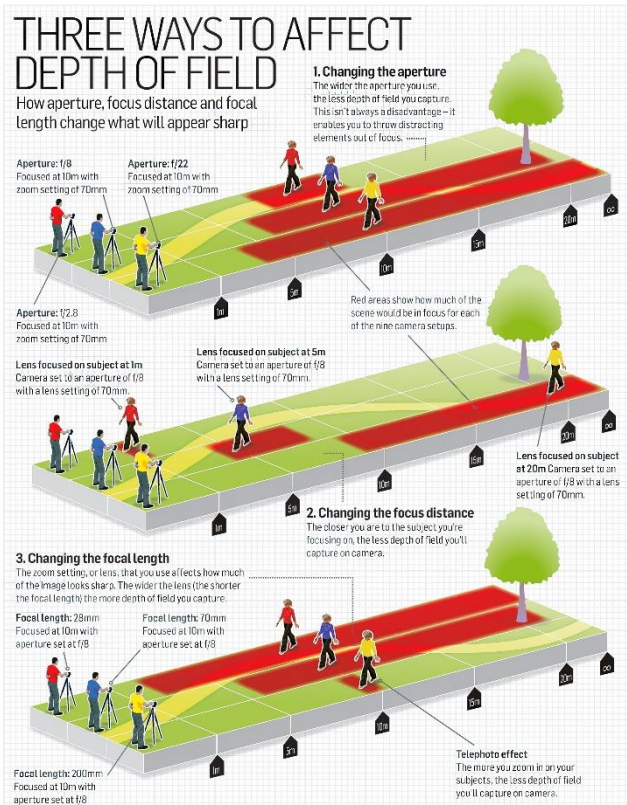 THREE WAYS TO AFFECT
DEPTH OF FIELD
How aperture, focus distance and focal
length change what will appear sharp
1. Changing the aperture
The wider the aperture you use,
the less depth of field you capture.
This isn't always a disadvantage – it
enables you to throw distracting
elements out of focus.
Aperture: f/8
Focused at 10m with
zoom setting of 70mm
Aperture: f/22
Focused at 10m with
zoom setting of 70mm
Aperture: f/2.8
Focused at 10m with
zoom setting of 70mm
1m
5m
10m
15m
20m
∞
Red areas show how much of the
scene would be in focus for each
of the nine camera setups.
Lens focused on subject at 1m
Camera set to an aperture of f/8
with a lens setting of 70mm.
Lens focused on subject at 5m
Camera set to an aperture of f/8
with a lens setting of 70mm.
Lens focused on subject
at 20m Camera set to an
aperture of f/8 with a lens
setting of 70mm.
1m
5m
10m
15m
20m
∞
2. Changing the focus distance
The closer you are to the subject you're
focusing on, the less depth of field you'll
capture on camera.
3. Changing the focal length
The zoom setting, or lens, that you use affects how much
of the image looks sharp. The wider the lens (the shorter
the focal length) the more depth of field you capture.
Focal length: 28mm
Focused at 10m with
aperture set at f/8
Focal length: 70mm
Focused at 10m with
aperture set at f/8
Focal length: 200mm
Focused at 10m with
aperture set at f/8
1m
5m
10m
15m
20m
∞
Telephoto effect
The more you zoom in on your
subjects, the less depth of field
you'll capture on camera.